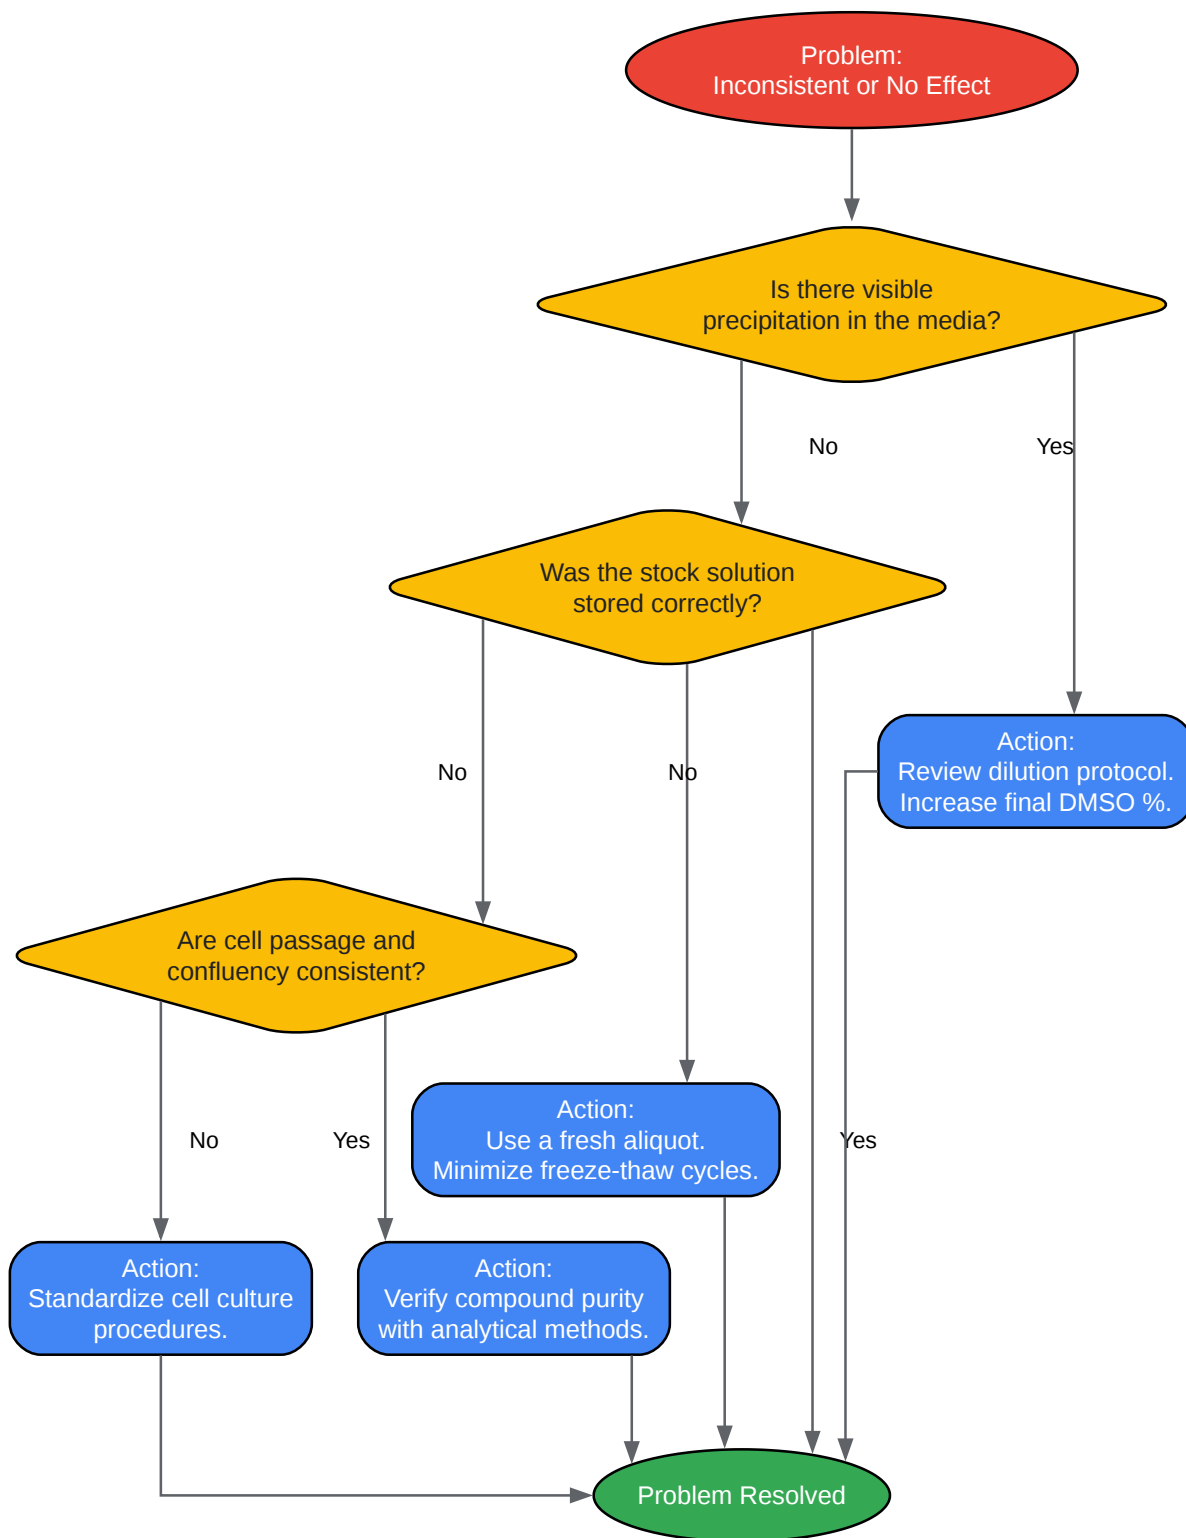 Problem:
Inconsistent or No Effect
Is there visible
precipitation in the media?
No
Yes
Was the stock solution
stored correctly?
Action:
Review dilution protocol.
Increase final DMSO %.
No
No
Are cell passage and
confluency consistent?
Action:
Use a fresh aliquot.
Minimize freeze-thaw cycles.
No
Yes
Yes
Action:
Standardize cell culture
procedures.
Action:
Verify compound purity
with analytical methods.
Problem Resolved